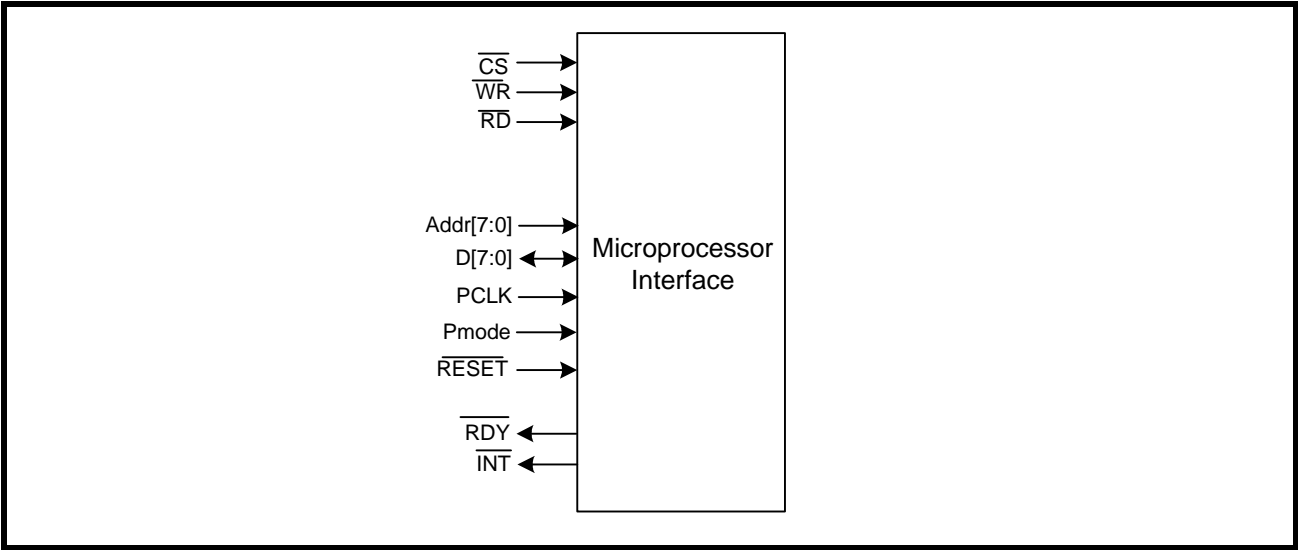 CS
WR
RD
Addr[7:0]
D[7:0]
PCLK
Pmode
RESET
RDY
INT
Microprocessor
Interface